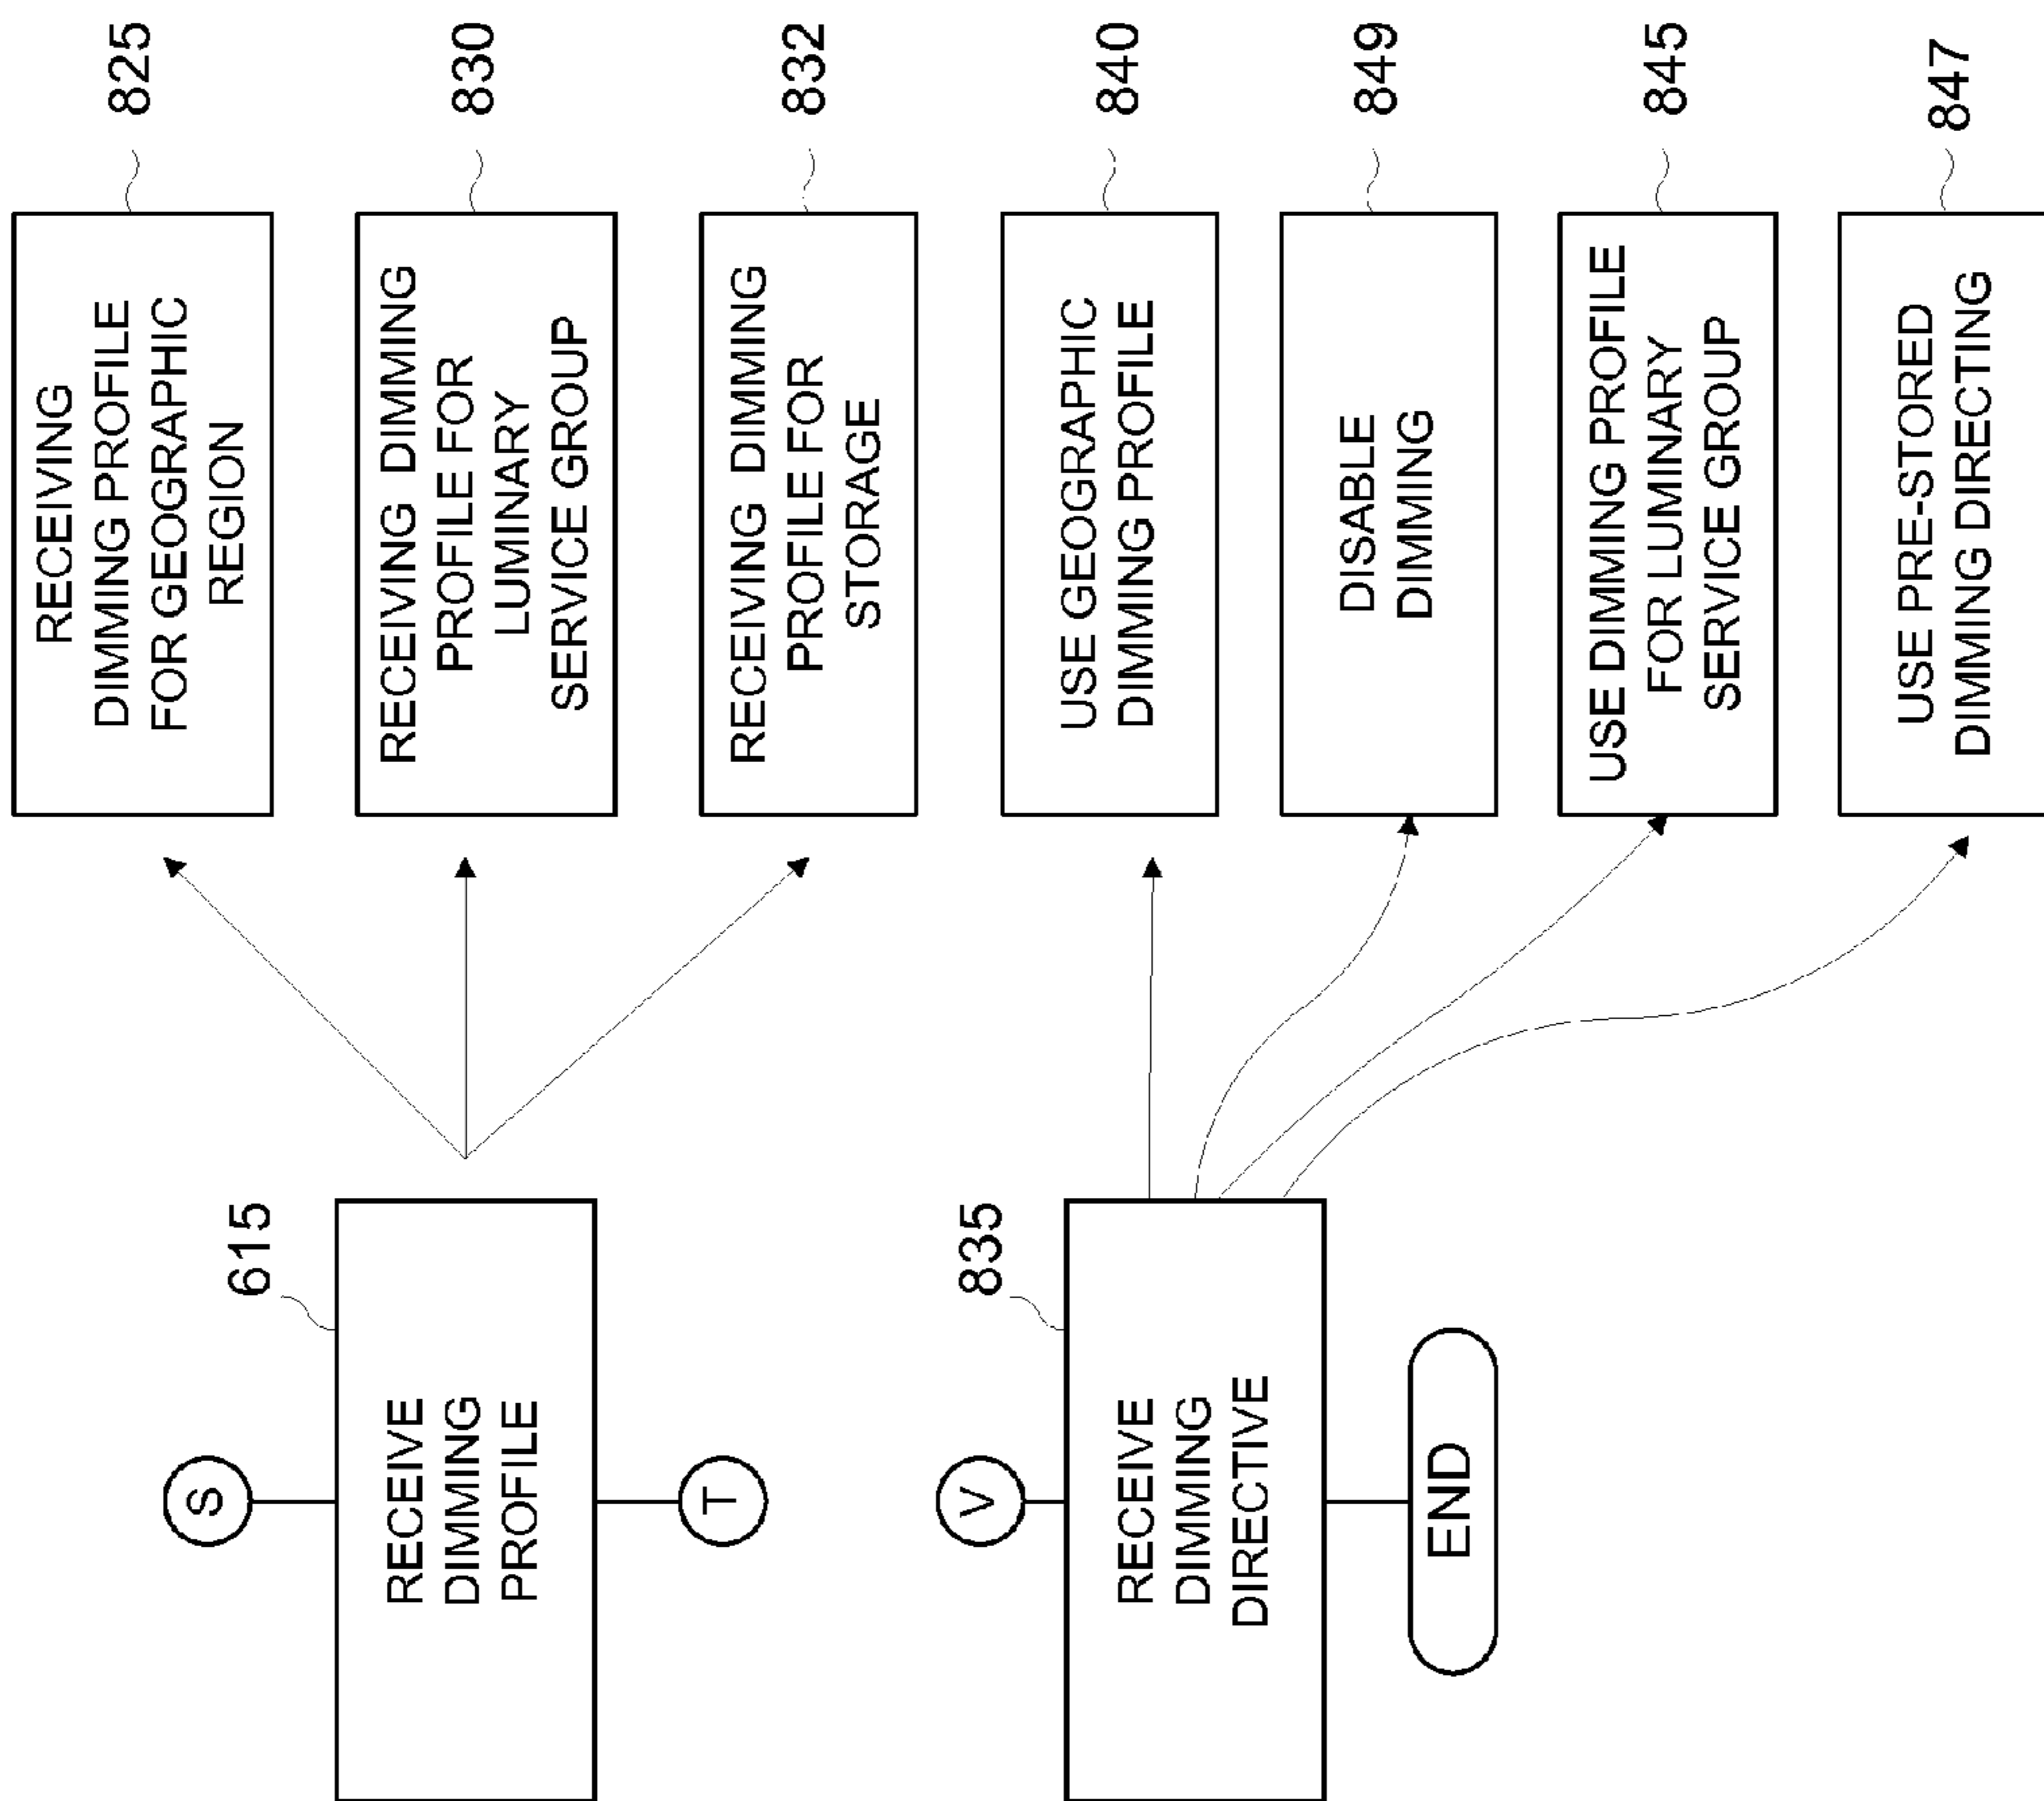 S
615
RECEIVE
DIMMING
PROFILE
T
RECEIVING
DIMMING PROFILE
FOR GEOGRAPHIC
REGION
825
RECEIVING DIMMING
PROFILE FOR
LUMINARY
SERVICE GROUP
830
RECEIVING DIMMING
PROFILE FOR
STORAGE
832
V
835
RECEIVE
DIMMING
DIRECTIVE
END
USE GEOGRAPHIC
DIMMING PROFILE
840
DISABLE
DIMMING
849
USE DIMMING PROFILE
FOR LUMINARY
SERVICE GROUP
845
USE PRE-STORED
DIMMING DIRECTING
847